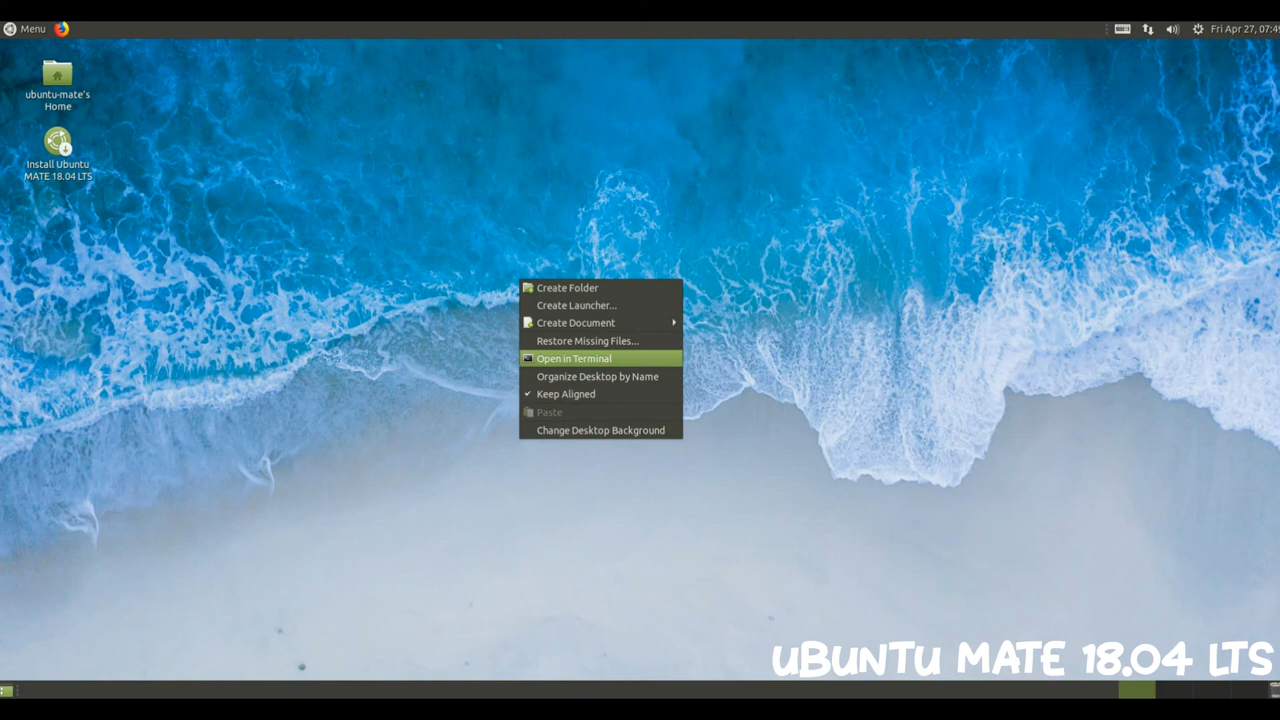 Menu
Fri Apr 27, 07:4
ubuntu-mate's
Home
Install Ubuntu
MATE 18.04 LTS
Create Folder
Create Launcher...
Create Document
Restore Missing Files...
Open in Terminal
Organize Desktop by Name
Keep Aligned
Paste
Change Desktop Background
UBUNTU MATE 18.04 LTS